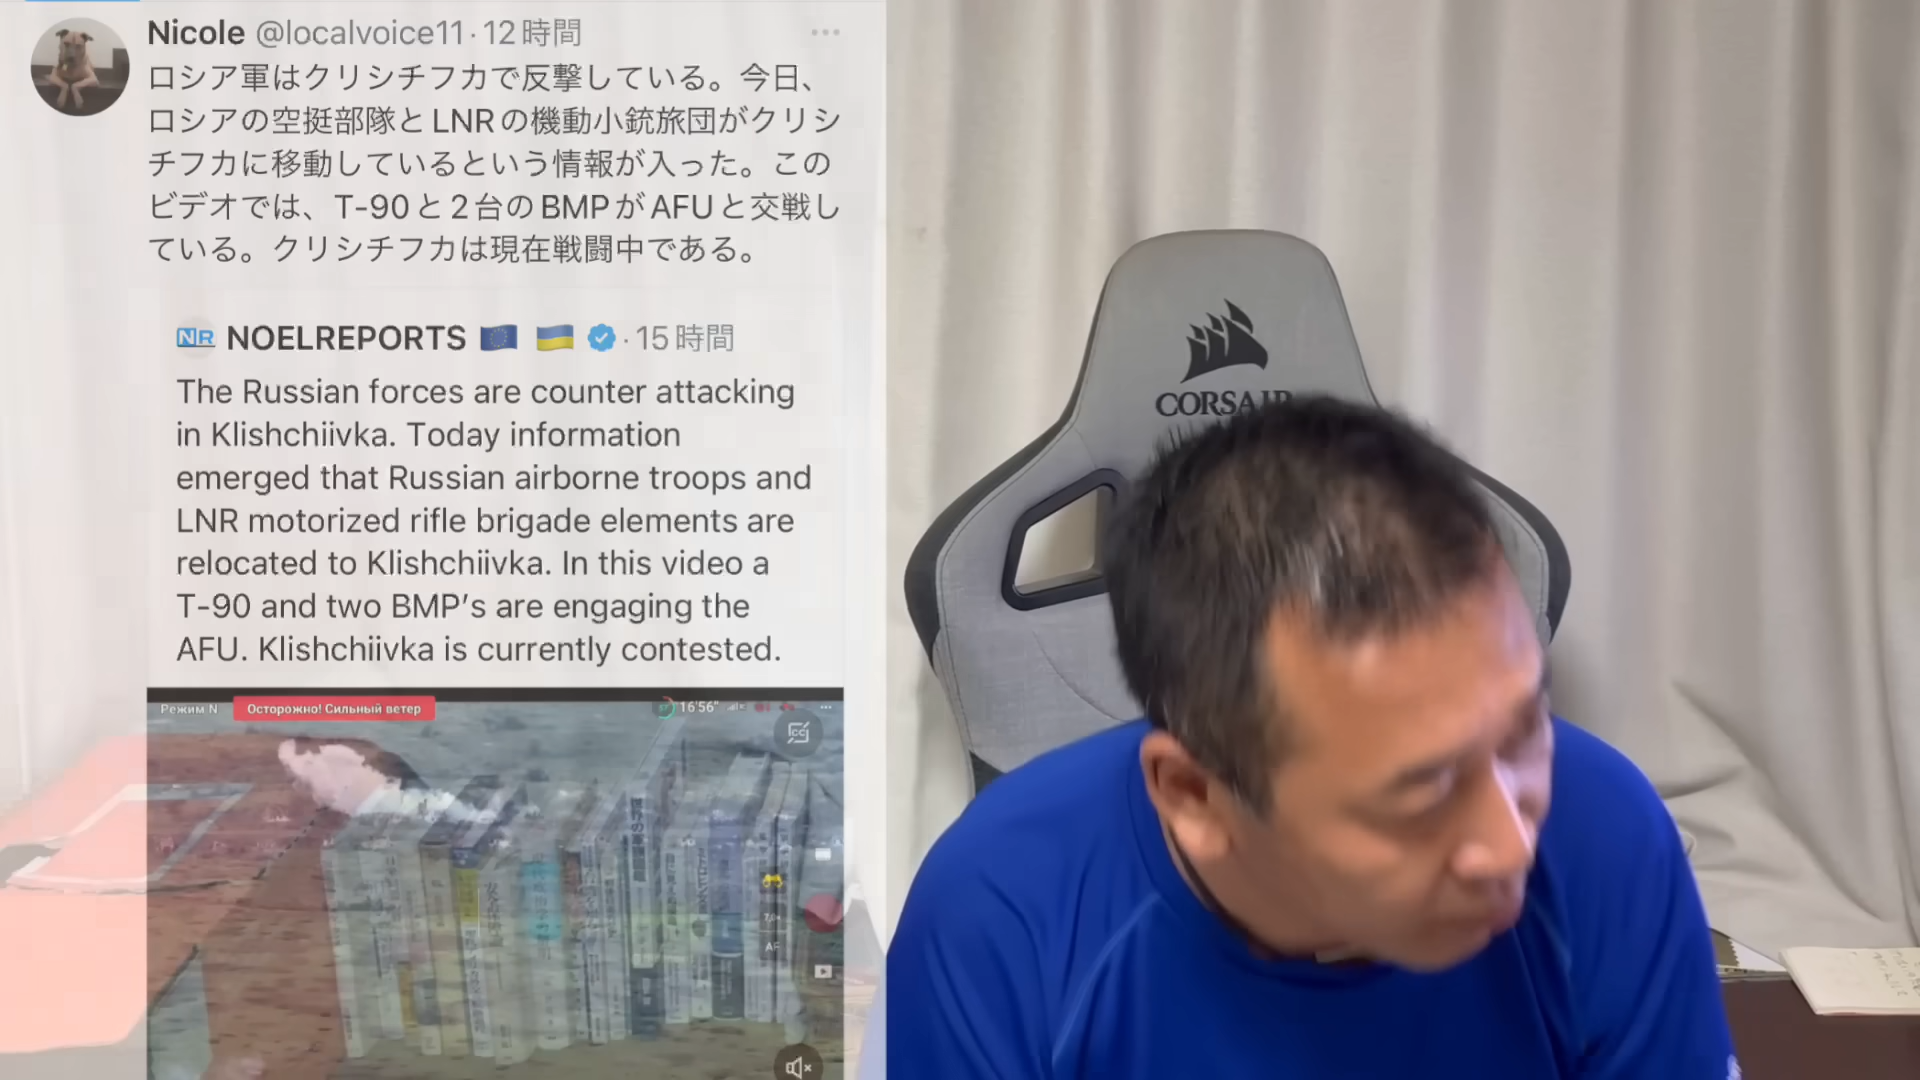 Nicole @localvoice11 · 12時間
ロシア軍はクリシチフカで反撃している。今日、
ロシアの空挺部隊とLNRの機動小銃旅団がクリシ
チフカに移動しているという情報が入った。この
ビデオでは、T-90と2台のBMPがAFUと交戦し
ている。クリシチフカは現在戦闘中である。
NR NOELREPORTS 🇪🇺 🇺🇦 · 15時間
The Russian forces are counter attacking
in Klishchiivka. Today information
emerged that Russian airborne troops and
LNR motorized rifle brigade elements are
relocated to Klishchiivka. In this video a
T-90 and two BMP's are engaging the
AFU. Klishchiivka is currently contested.
Режим N
Осторожно! Сильный ветер
16'56"
CC
AF
CORSAIR